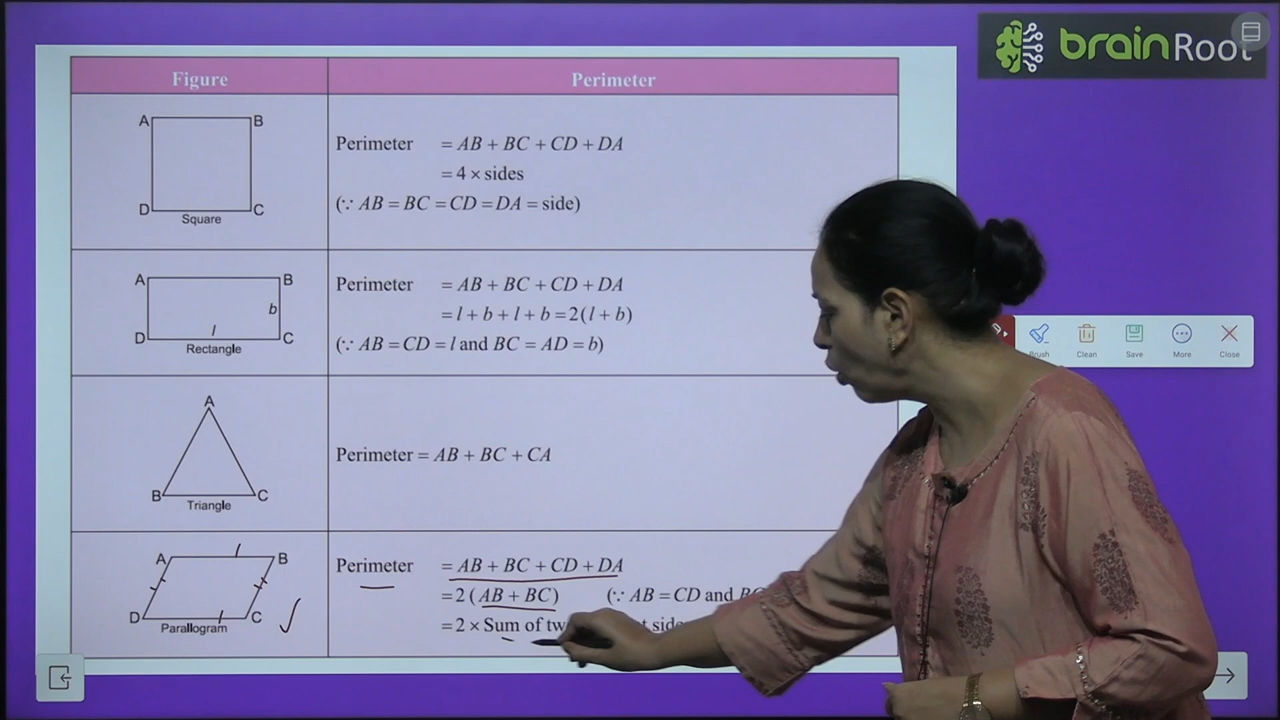 brainRoot
Figure
Perimeter
A
B
D
C
Square
Perimeter = AB + BC + CD + DA
= 4 × sides
(∵ AB = BC = CD = DA = side)
A
B
b
l
D
C
Rectangle
Perimeter = AB + BC + CD + DA
= l + b + l + b = 2(l + b)
(∵ AB = CD = l and BC = AD = b)
A
B
C
Triangle
Perimeter = AB + BC + CA
A
B
D
C
Parallogram
Perimeter = AB + BC + CD + DA
= 2 (AB + BC) (∵ AB = CD and
= 2 × Sum of
Brush
Clean
Save
More
Close